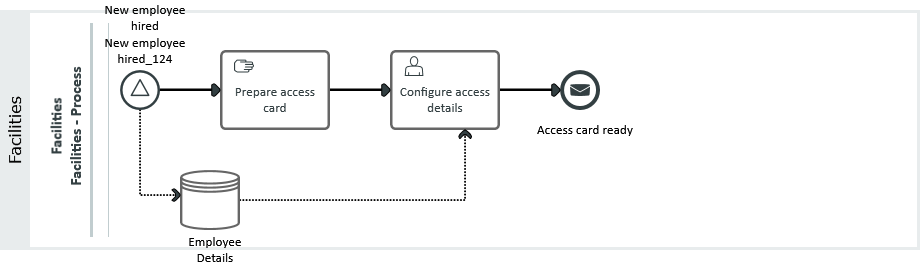 Facilities
Facilities
Facilities - Process
New employee
hired
New employee
hired_124
Prepare access
card
Configure access
details
Access card ready
Employee
Details